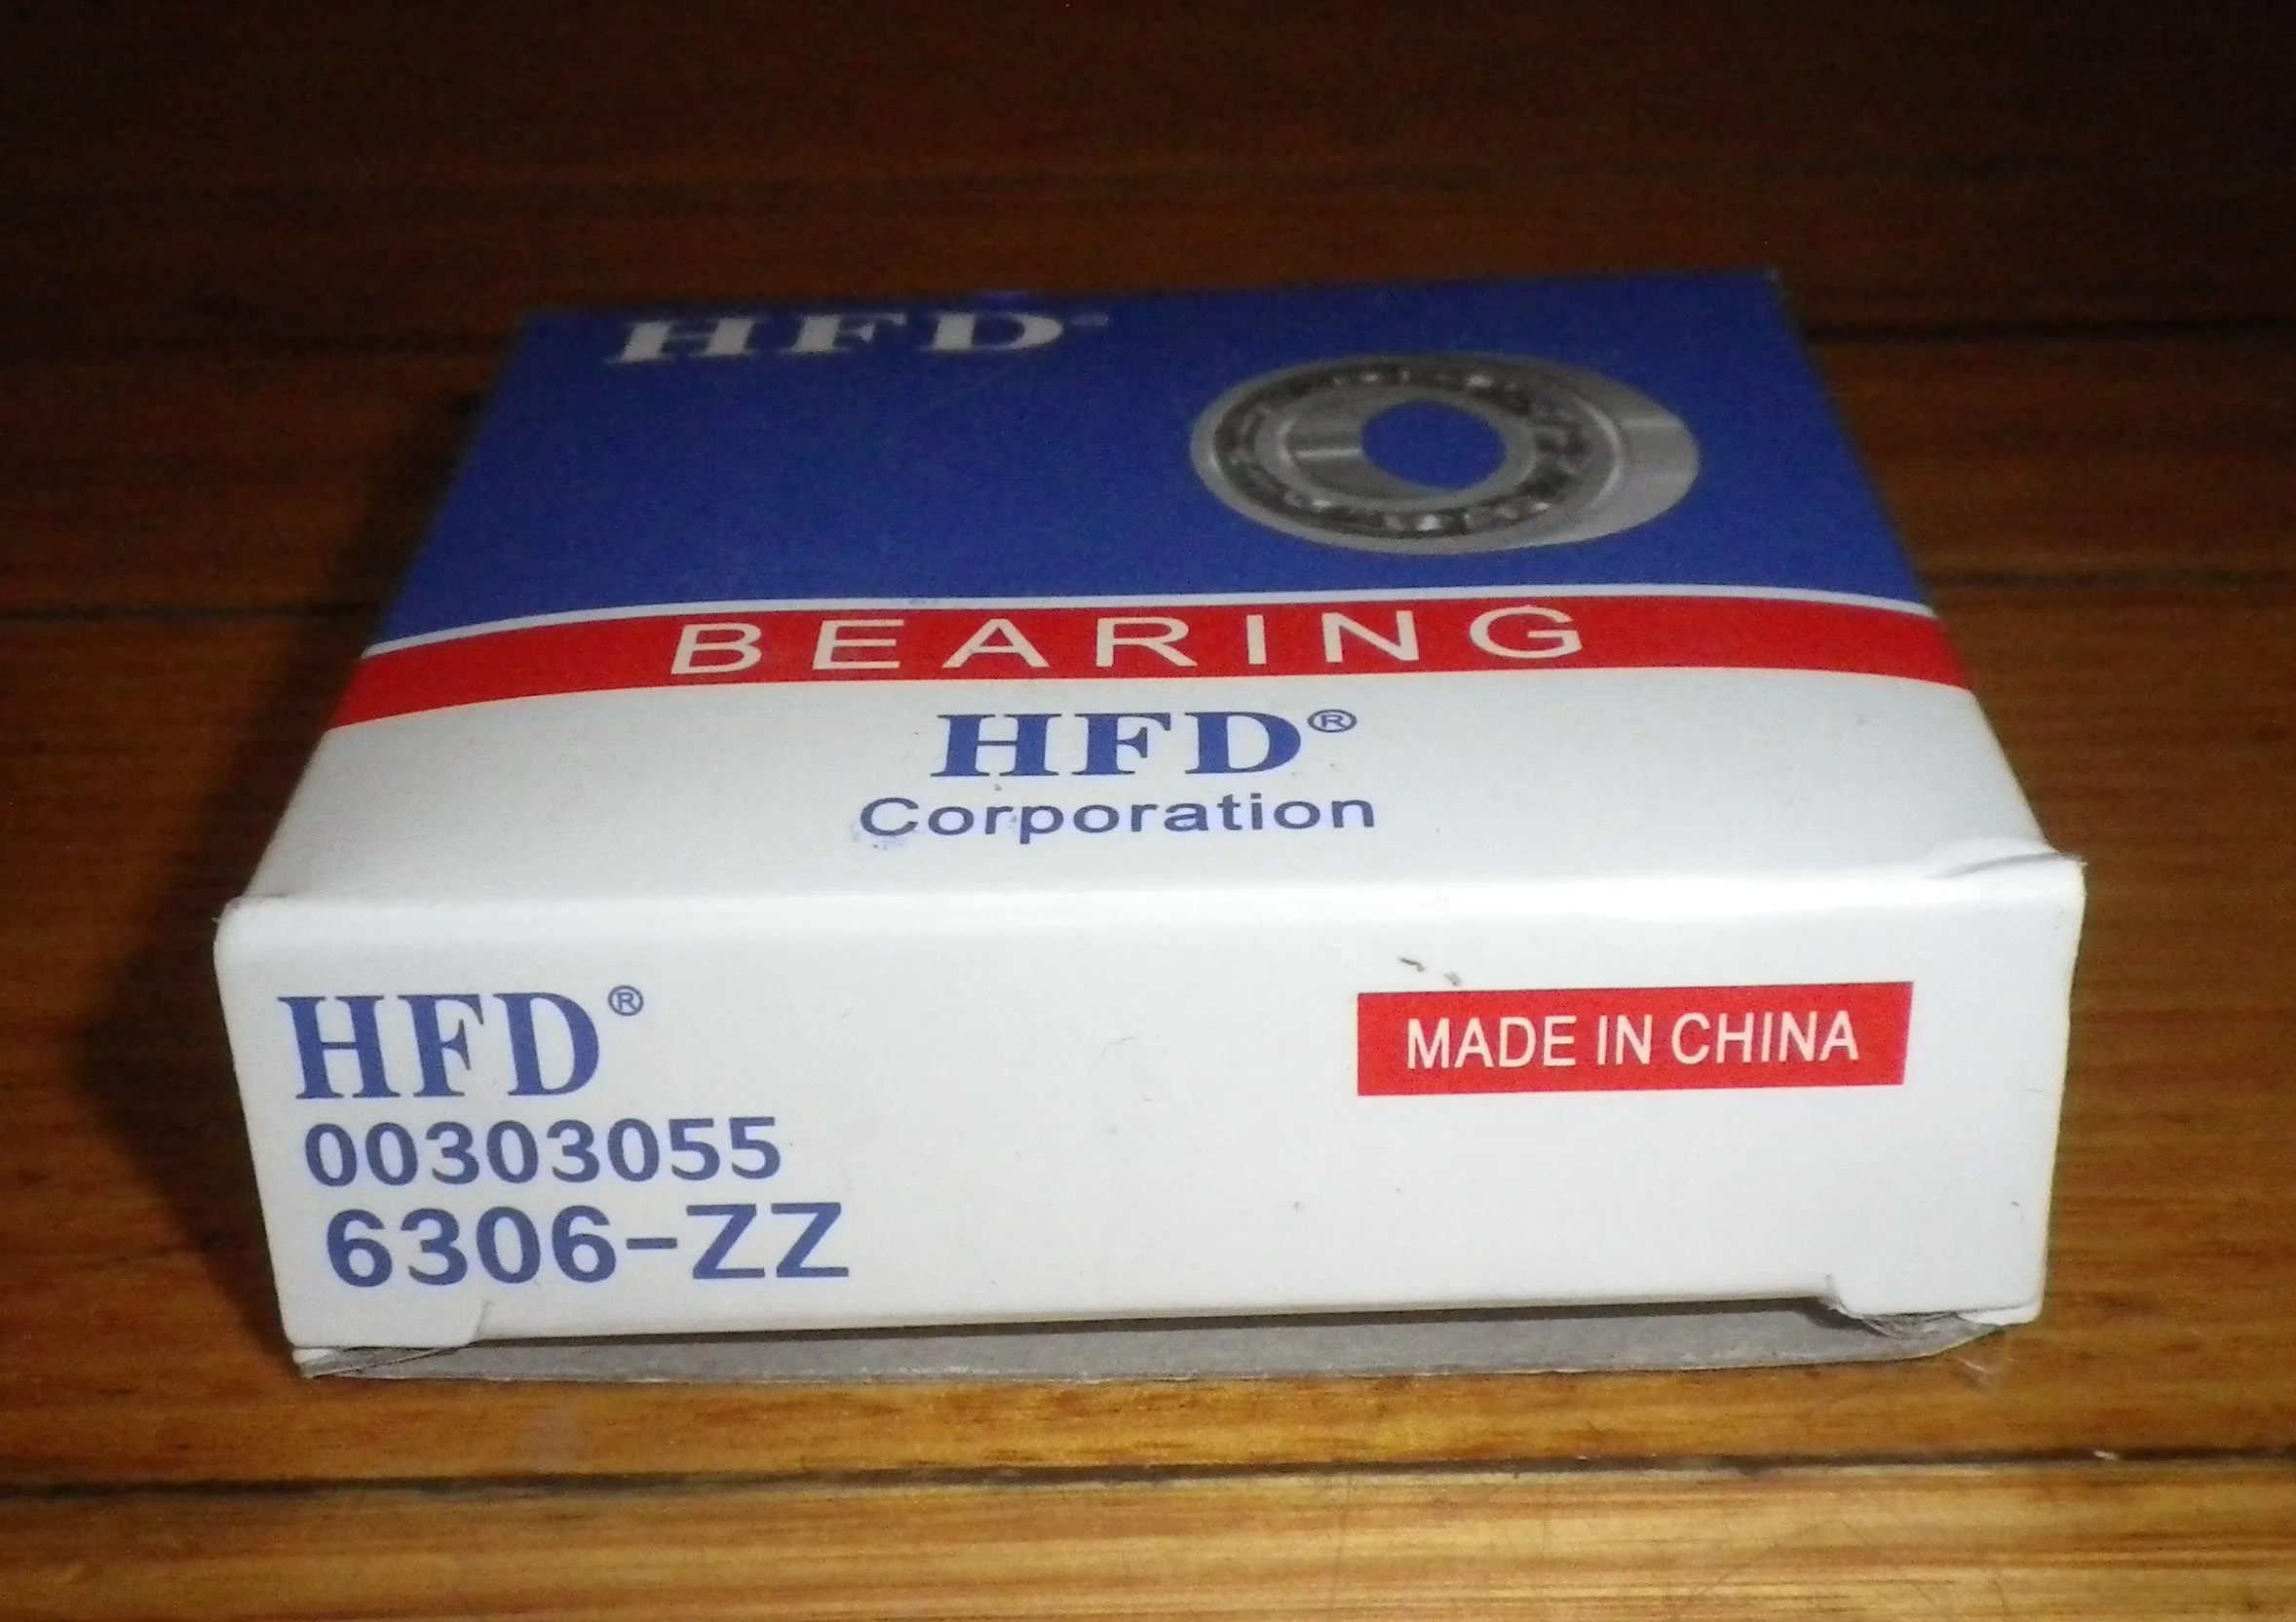 HFD®
BEARING
HFD®
Corporation
HFD®
00303055
6306-ZZ
MADE IN CHINA